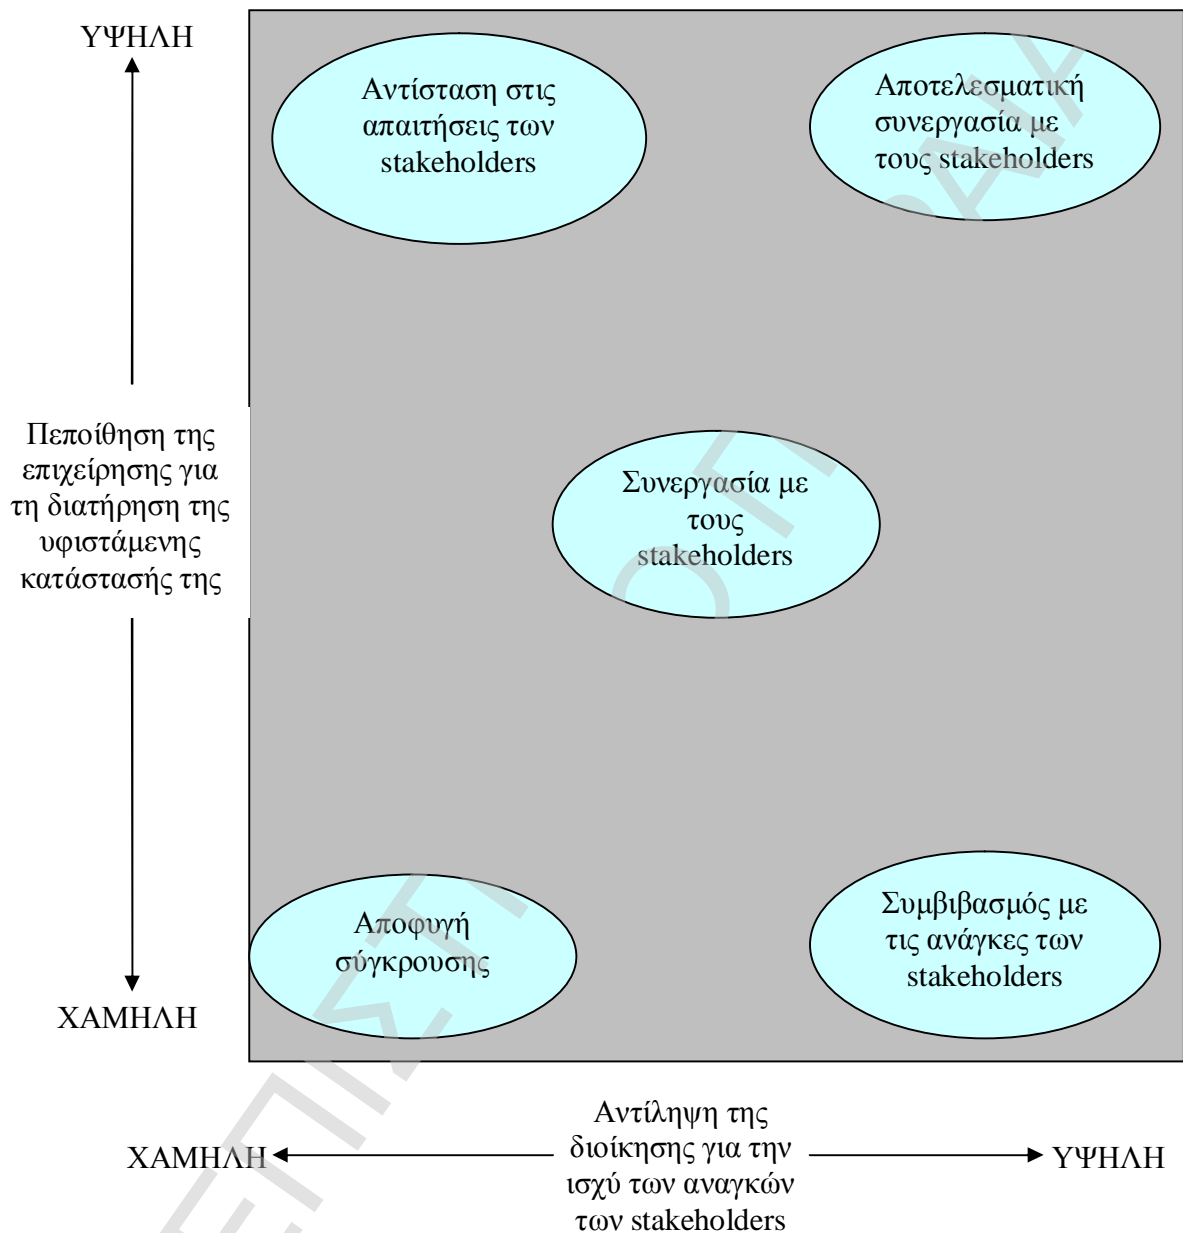 ΥΨΗΛΗ
Αντίσταση στις
απαιτήσεις των
stakeholders
Αποτελεσματική
συνεργασία με
τους stakeholders
Πεποίθηση της
επιχείρησης για
τη διατήρηση της
υφιστάμενης
κατάστασής της
Συνεργασία με
τους
stakeholders
Αποφυγή
σύγκρουσης
Συμβιβασμός με
τις ανάγκες των
stakeholders
ΧΑΜΗΛΗ
ΧΑΜΗΛΗ
Αντίληψη της
διοίκησης για την
ισχύ των αναγκών
των stakeholders
ΥΨΗΛΗ